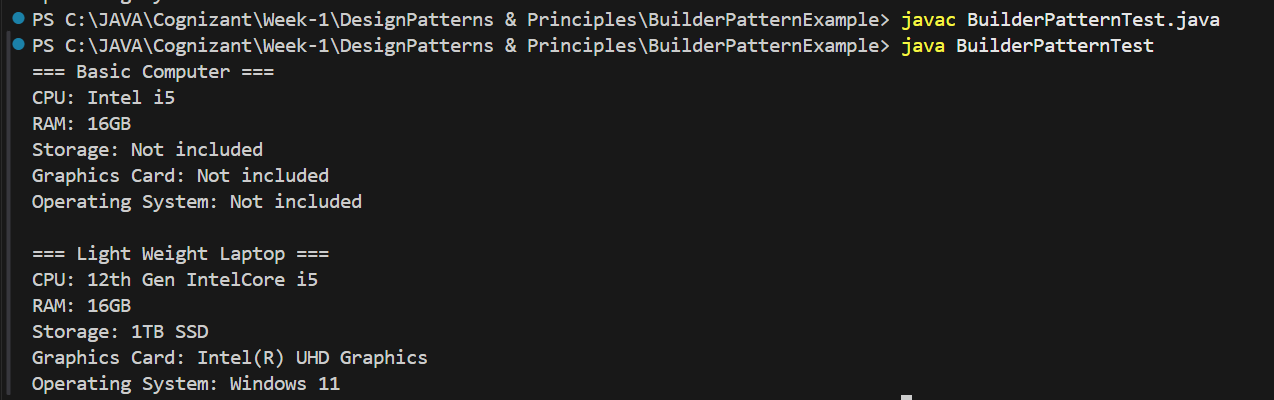 PS C:\JAVA\Cognizant\Week-1\DesignPatterns & Principles\BuilderPatternExample> javac BuilderPatternTest.java
PS C:\JAVA\Cognizant\Week-1\DesignPatterns & Principles\BuilderPatternExample> java BuilderPatternTest
=== Basic Computer ===
CPU: Intel i5
RAM: 16GB
Storage: Not included
Graphics Card: Not included
Operating System: Not included
=== Light Weight Laptop ===
CPU: 12th Gen IntelCore i5
RAM: 16GB
Storage: 1TB SSD
Graphics Card: Intel(R) UHD Graphics
Operating System: Windows 11